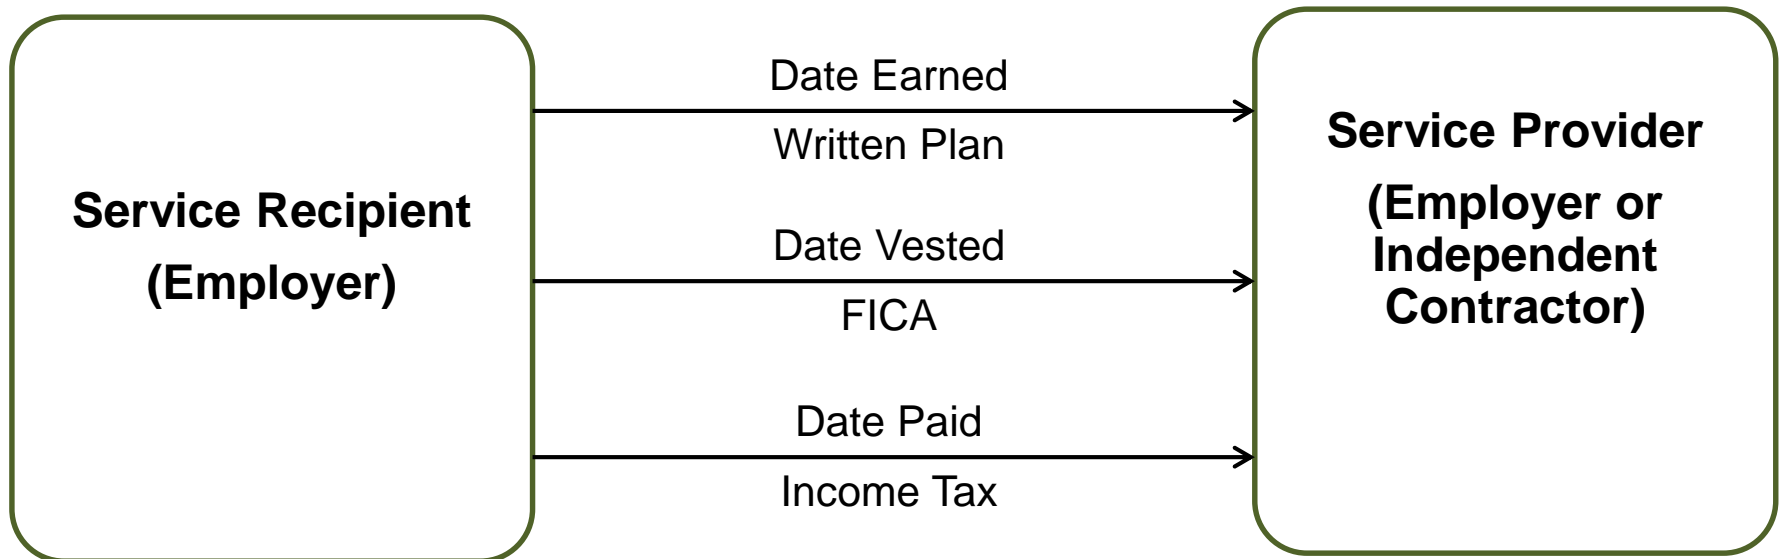 Service Recipient
(Employer)
Date Earned
Written Plan
Date Vested
FICA
Date Paid
Income Tax
Service Provider
(Employer or
Independent
Contractor)